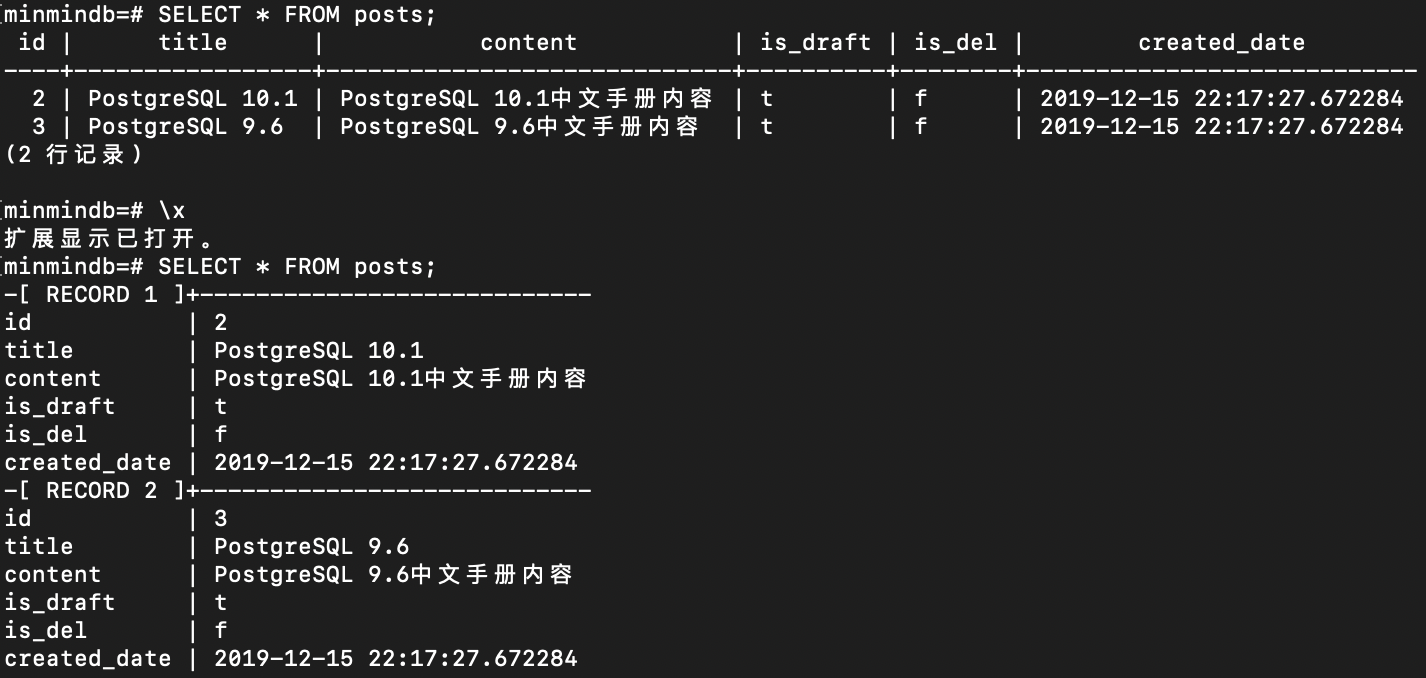 minmindb=# SELECT * FROM posts;
 id |      title      |           content           | is_draft | is_del |        created_date
----+-----------------+-----------------------------+----------+--------+----------------------------
  2 | PostgreSQL 10.1 | PostgreSQL 10.1中文手册内容 | t        | f      | 2019-12-15 22:17:27.672284
  3 | PostgreSQL 9.6  | PostgreSQL 9.6中文手册内容  | t        | f      | 2019-12-15 22:17:27.672284
(2 行记录)
minmindb=# \x
扩展显示已打开。
minmindb=# SELECT * FROM posts;
-[ RECORD 1 ]+----------------------------
id           | 2
title        | PostgreSQL 10.1
content      | PostgreSQL 10.1中文手册内容
is_draft     | t
is_del       | f
created_date | 2019-12-15 22:17:27.672284
-[ RECORD 2 ]+----------------------------
id           | 3
title        | PostgreSQL 9.6
content      | PostgreSQL 9.6中文手册内容
is_draft     | t
is_del       | f
created_date | 2019-12-15 22:17:27.672284